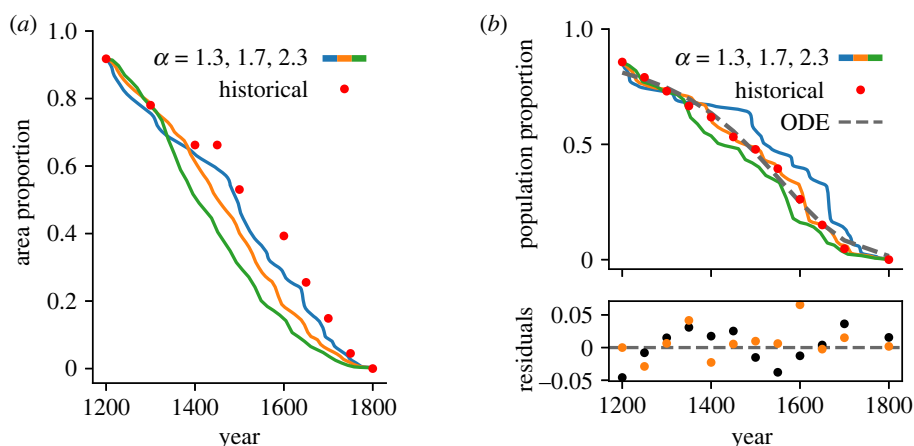 (a)
1.0
0.8
0.6
0.4
0.2
0
area proportion
α = 1.3, 1.7, 2.3
historical
1200
1400
1600
1800
year
(b)
1.0
0.5
0
population proportion
α = 1.3, 1.7, 2.3
historical
ODE
0.05
0
−0.05
residuals
1200
1400
1600
1800
year